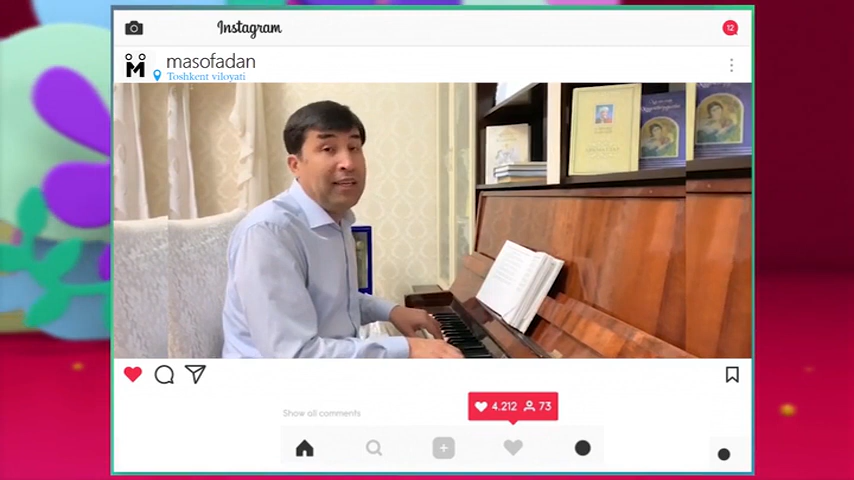 Instagram
12
masofadan
Toshkent viloyati
Show all comments
4.212 73